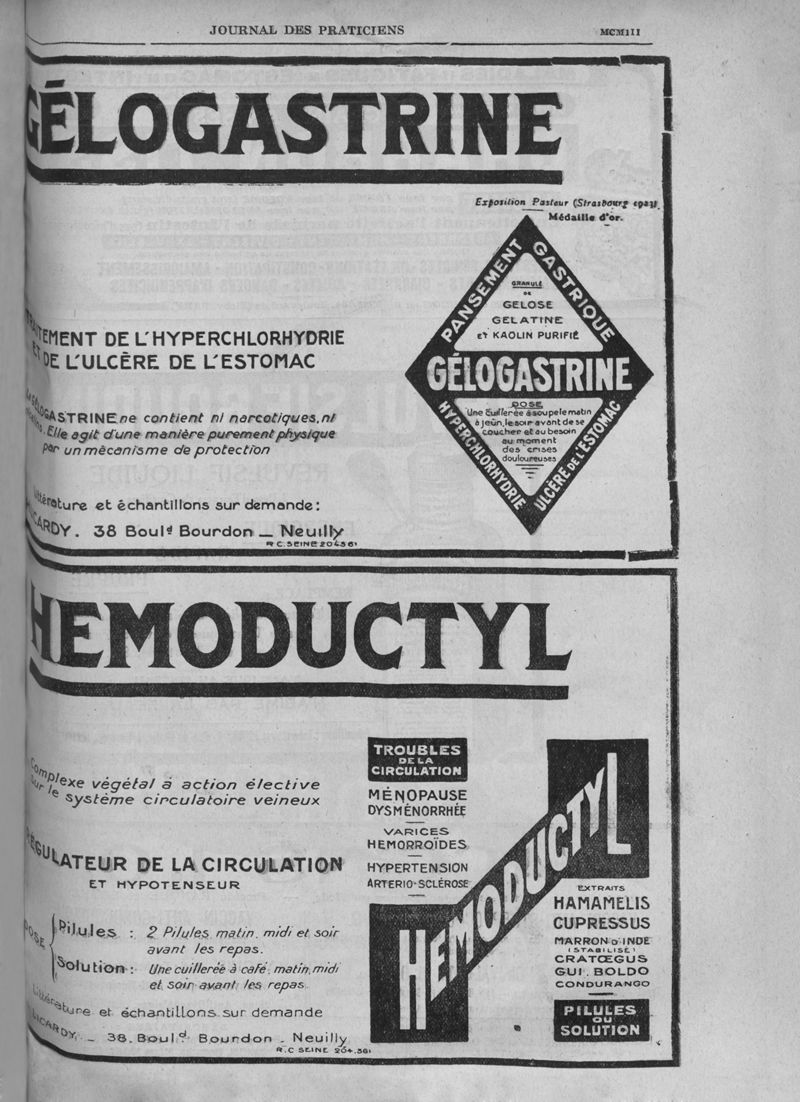 JOURNAL DES PRATICIENS
MCMIII
GÉLOGASTRINE
Exposition Pasteur (Strasbourg 1923)
Médaille d'or.
TRAITEMENT DE L'HYPERCHLORHYDRIE
ET DE L'ULCÈRE DE L'ESTOMAC
GASTRINE ne contient ni narcotiques, ni
Elle agit d'une manière purement physique
par un mécanisme de protection
Littérature et échantillons sur demande:
38 Boul.d Bourdon _ Neuilly
R.C. SEINE 204361
PANSEMENT GASTRIQUE
GRANULÉ
DE
GELOSE
GELATINE
ET KAOLIN PURIFIÉ
GÉLOGASTRINE
DOSE
Une Cuillerée à soupe le matin
à jeûn, le soir avant de se
coucher et au besoin
au moment
des crises
douloureuses
HYPERCHLORHYDRIE
ULCÈRE DE L'ESTOMAC
HEMODUCTYL
Complexe végétal à action élective
sur le système circulatoire veineux
RÉGULATEUR DE LA CIRCULATION
ET HYPOTENSEUR
DOSE
Pilules : 2 Pilules matin, midi et soir
avant les repas.
Solution : Une cuillerée à café, matin, midi
et soir avant les repas
Littérature et échantillons sur demande
LICARDY. _ 38. Boul.d Bourdon _ Neuilly
R.C SEINE 204.361
TROUBLES
DE LA
CIRCULATION
MÉNOPAUSE
DYSMÉNORRHÉE
VARICES
HEMORROÏDES
HYPERTENSION
ARTERIO-SCLÉROSE
HEMODUCTYL
EXTRAITS
HAMAMELIS
CUPRESSUS
MARRON D'INDE
(STABILISÉ)
CRATŒGUS
GUI. BOLDO
CONDURANGO
PILULES
OU
SOLUTION